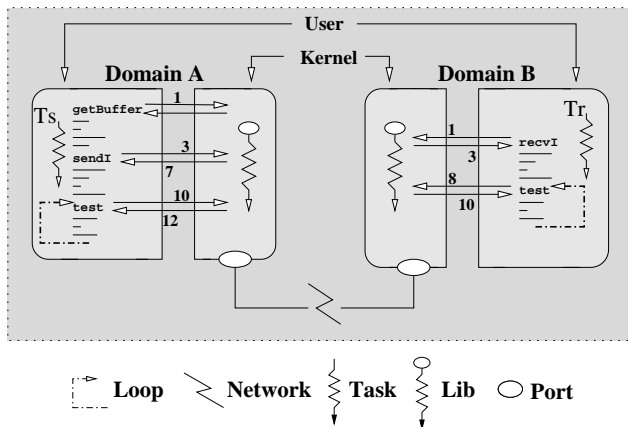 User
Kernel
Domain A
Domain B
getBuffer
1
Ts
Tr
1
recvI
3
3
sendI
7
8
test
10
10
test
12
Loop
Network
Task
Lib
Port